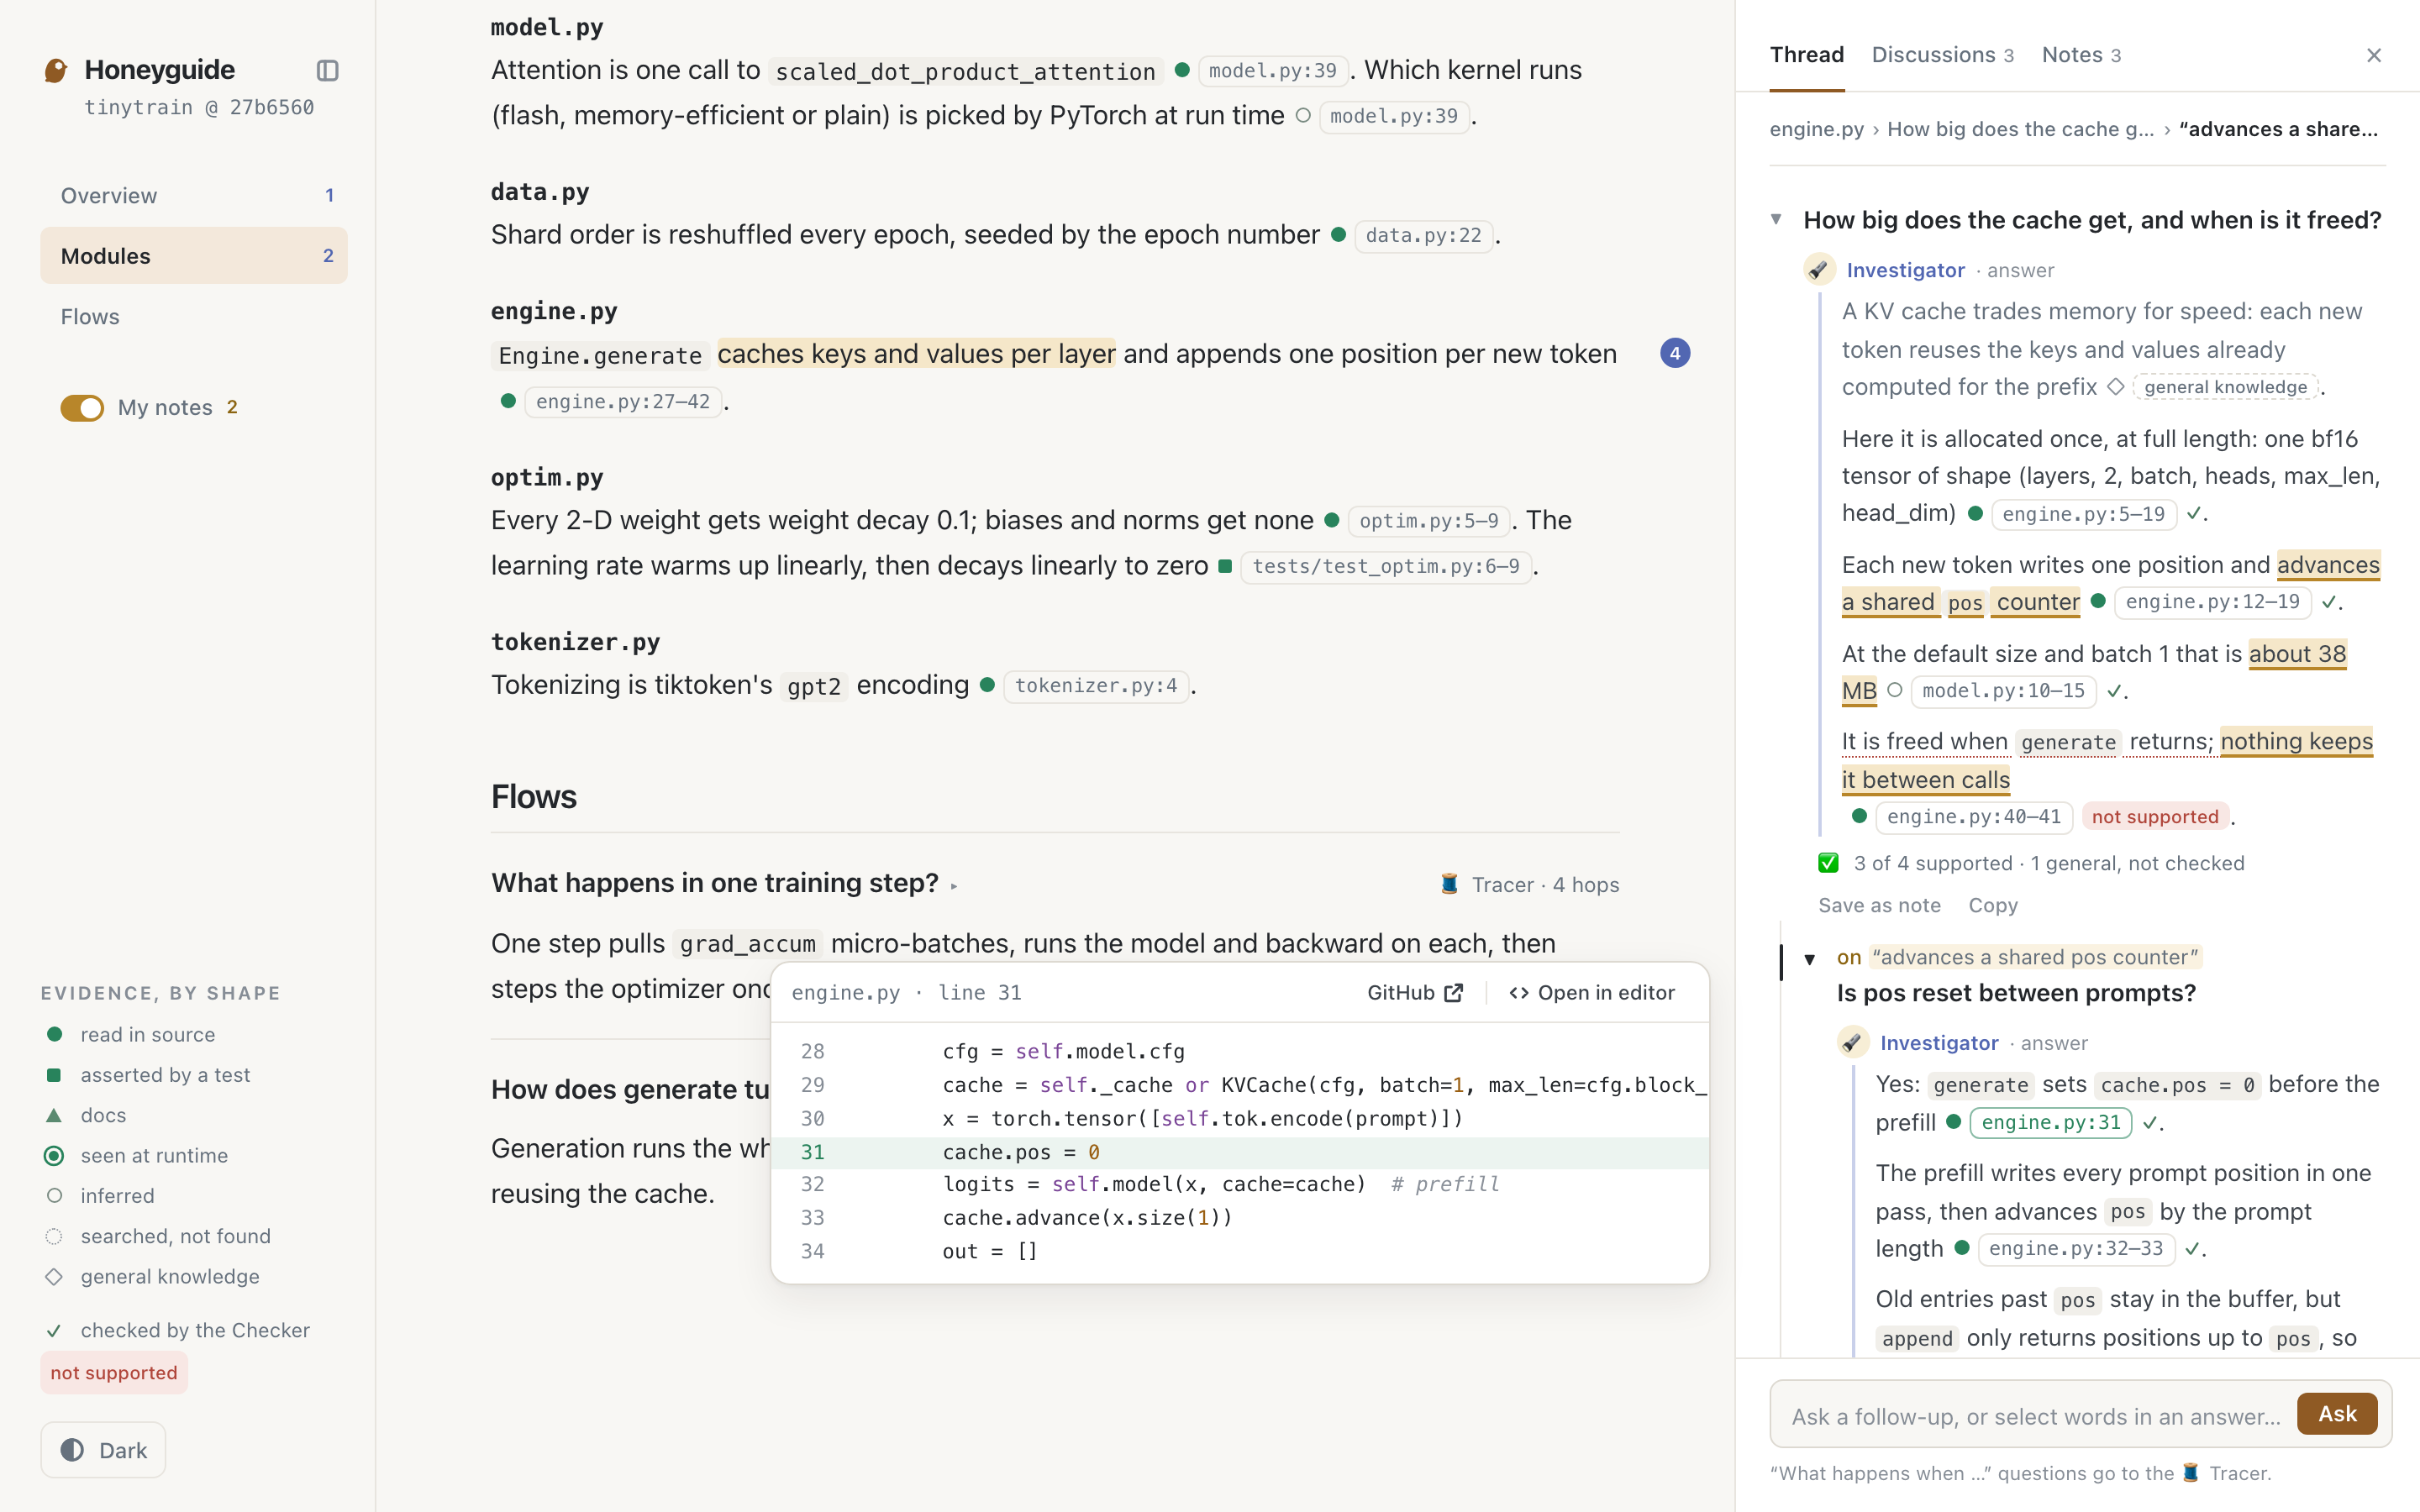 Honeyguide
tinytrain @ 27b6560
Overview 1
Modules 2
Flows
My notes 2
EVIDENCE, BY SHAPE
read in source
asserted by a test
docs
seen at runtime
inferred
searched, not found
general knowledge
checked by the Checker
not supported
Dark
model.py
Attention is one call to scaled_dot_product_attention model.py:39. Which kernel runs
(flash, memory-efficient or plain) is picked by PyTorch at run time model.py:39.
data.py
Shard order is reshuffled every epoch, seeded by the epoch number data.py:22.
engine.py
Engine.generate caches keys and values per layer and appends one position per new token 4
engine.py:27–42.
optim.py
Every 2-D weight gets weight decay 0.1; biases and norms get none optim.py:5–9. The
learning rate warms up linearly, then decays linearly to zero tests/test_optim.py:6–9.
tokenizer.py
Tokenizing is tiktoken's gpt2 encoding tokenizer.py:4.
Flows
What happens in one training step? Tracer · 4 hops
One step pulls grad_accum micro-batches, runs the model and backward on each, then
steps the optimizer onc
How does generate tu
Generation runs the wh
reusing the cache.
engine.py · line 31 GitHub Open in editor
28 cfg = self.model.cfg
29 cache = self._cache or KVCache(cfg, batch=1, max_len=cfg.block_
30 x = torch.tensor([self.tok.encode(prompt)])
31 cache.pos = 0
32 logits = self.model(x, cache=cache) # prefill
33 cache.advance(x.size(1))
34 out = []
Thread Discussions 3 Notes 3
engine.py › How big does the cache g... › “advances a share...
How big does the cache get, and when is it freed?
Investigator · answer
A KV cache trades memory for speed: each new
token reuses the keys and values already
computed for the prefix general knowledge.
Here it is allocated once, at full length: one bf16
tensor of shape (layers, 2, batch, heads, max_len,
head_dim) engine.py:5–19 ✓.
Each new token writes one position and advances
a shared pos counter engine.py:12–19 ✓.
At the default size and batch 1 that is about 38
MB model.py:10–15 ✓.
It is freed when generate returns; nothing keeps
it between calls
engine.py:40–41 not supported.
3 of 4 supported · 1 general, not checked
Save as note Copy
on “advances a shared pos counter”
Is pos reset between prompts?
Investigator · answer
Yes: generate sets cache.pos = 0 before the
prefill engine.py:31 ✓.
The prefill writes every prompt position in one
pass, then advances pos by the prompt
length engine.py:32–33 ✓.
Old entries past pos stay in the buffer, but
append only returns positions up to pos, so
Ask a follow-up, or select words in an answer... Ask
“What happens when ...” questions go to the Tracer.